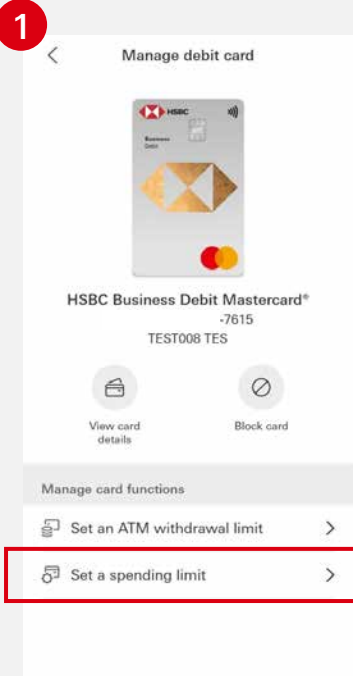 1
Manage debit card
HSBC
Business
Debit
HSBC Business Debit Mastercard®
-7615
TEST008 TES
View card
details
Block card
Manage card functions
Set an ATM withdrawal limit
Set a spending limit